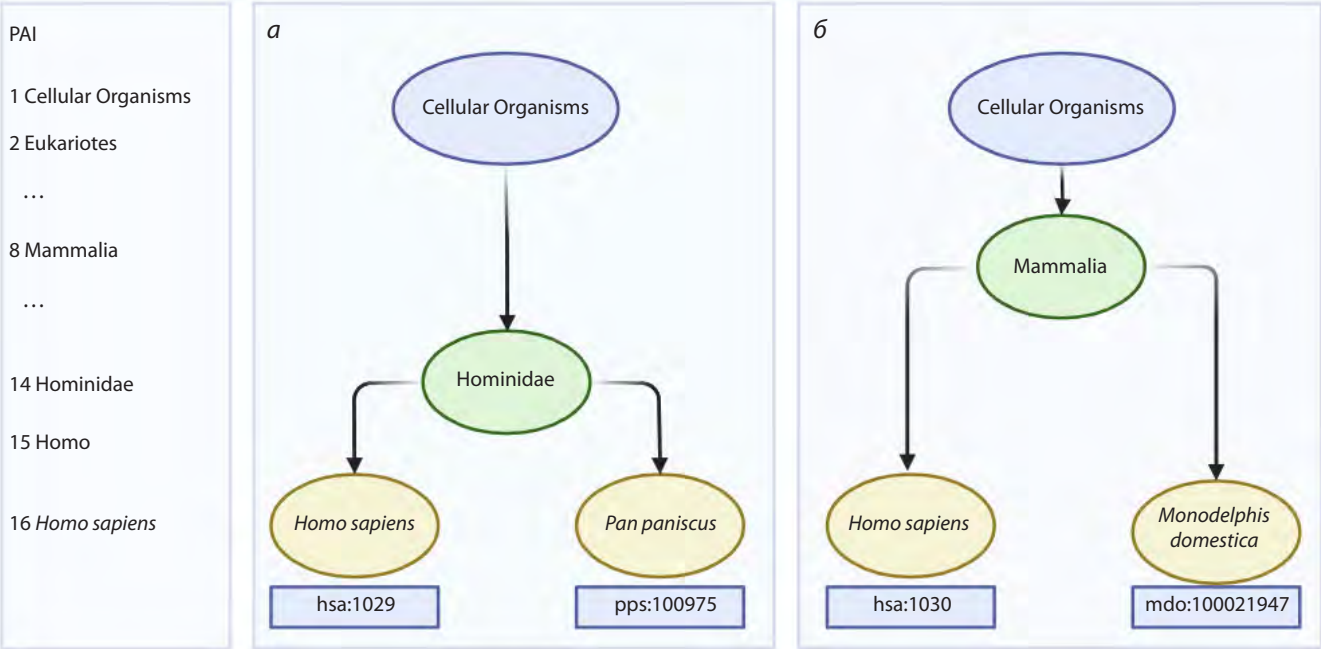 PAI
1 Cellular Organisms
2 Eukariotes
...
8 Mammalia
...
14 Hominidae
15 Homo
16 Homo sapiens
а
Cellular Organisms
Hominidae
Homo sapiens
Pan paniscus
hsa:1029
pps:100975
б
Cellular Organisms
Mammalia
Homo sapiens
Monodelphis
domestica
hsa:1030
mdo:100021947